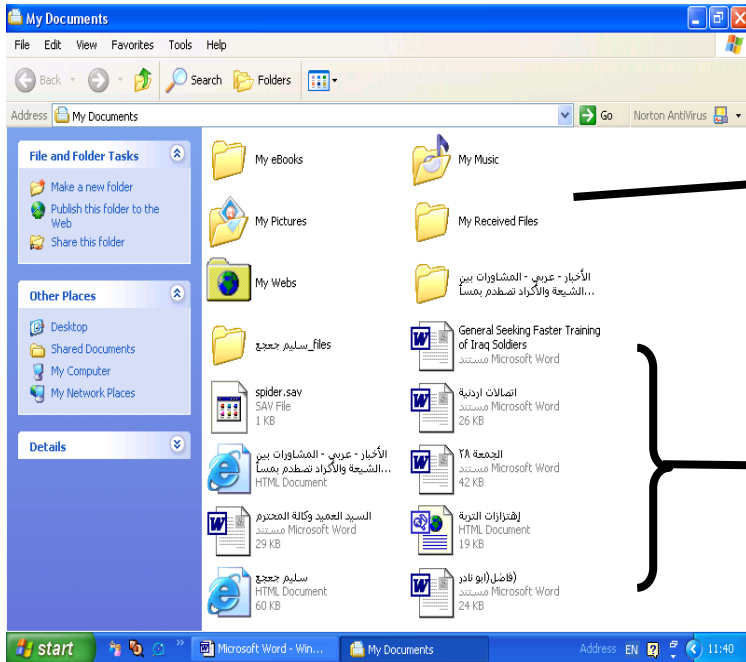 My Documents
File Edit View Favorites Tools Help
Back Search Folders
Address My Documents Go Norton AntiVirus
File and Folder Tasks
Make a new folder
Publish this folder to the
Web
Share this folder
Other Places
Desktop
Shared Documents
My Computer
My Network Places
Details
My eBooks
My Music
My Pictures
My Received Files
My Webs
الأخبار - عربي - المشاورات بين
الشيعة والأكراد تصطدم بمسأ...
سليم جعجع_files
General Seeking Faster Training
of Iraq Soldiers
مستند Microsoft Word
spider.sav
SAV File
1 KB
اتصالات اردنية
مستند Microsoft Word
26 KB
الأخبار - عربي - المشاورات بين
الشيعة والأكراد تصطدم بمسأ...
HTML Document
الجمعة ٢٨
مستند Microsoft Word
42 KB
السيد العميد وكالة المحترم
مستند Microsoft Word
29 KB
إهتزازات التربة
HTML Document
19 KB
سليم جعجع
HTML Document
60 KB
فاضل(ابو نادر)
مستند Microsoft Word
24 KB
start Microsoft Word - Win... My Documents Address EN 11:40